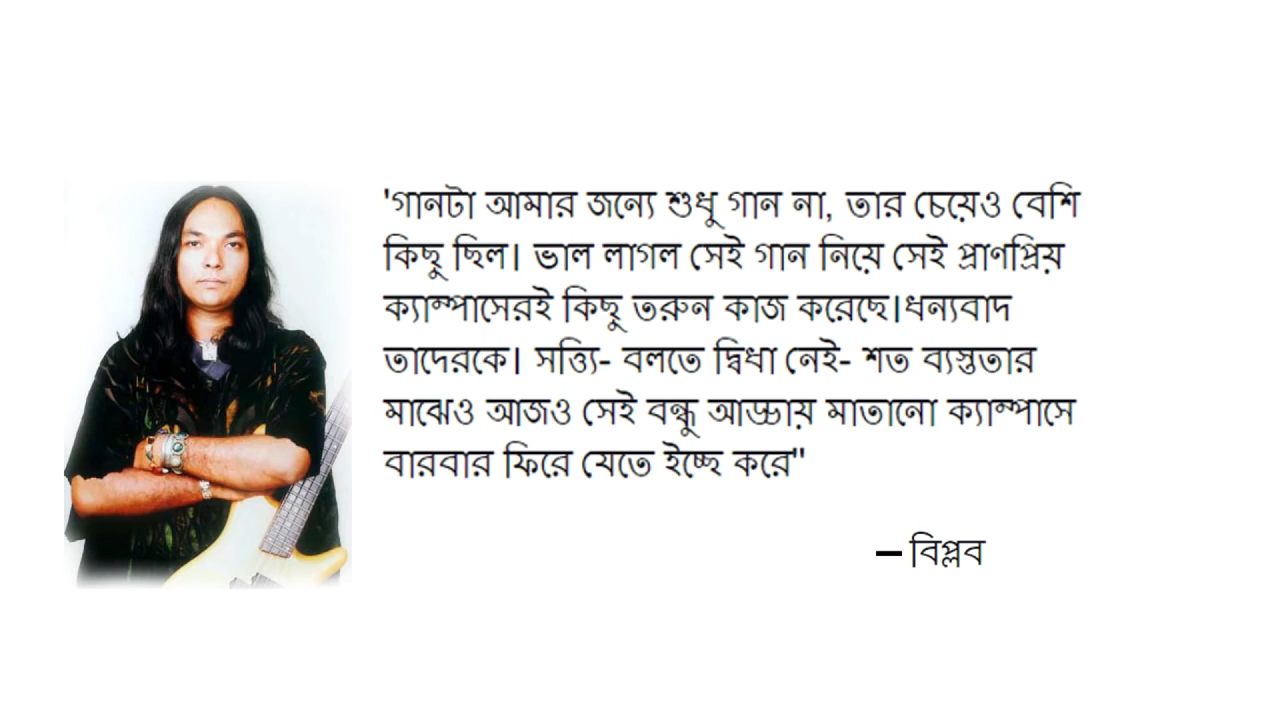 'গানটা আমার জন্যে শুধু গান না, তার চেয়েও বেশি
কিছু ছিল। ভাল লাগল সেই গান নিয়ে সেই প্রাণপ্রিয়
ক্যাম্পাসেরই কিছু তরুন কাজ করেছে।ধন্যবাদ
তাদেরকে। সত্ত্যি- বলতে দ্বিধা নেই- শত ব্যস্ততার
মাঝেও আজও সেই বন্ধু আড্ডায় মাতানো ক্যাম্পাসে
বারবার ফিরে যেতে ইচ্ছে করে"
– বিপ্লব